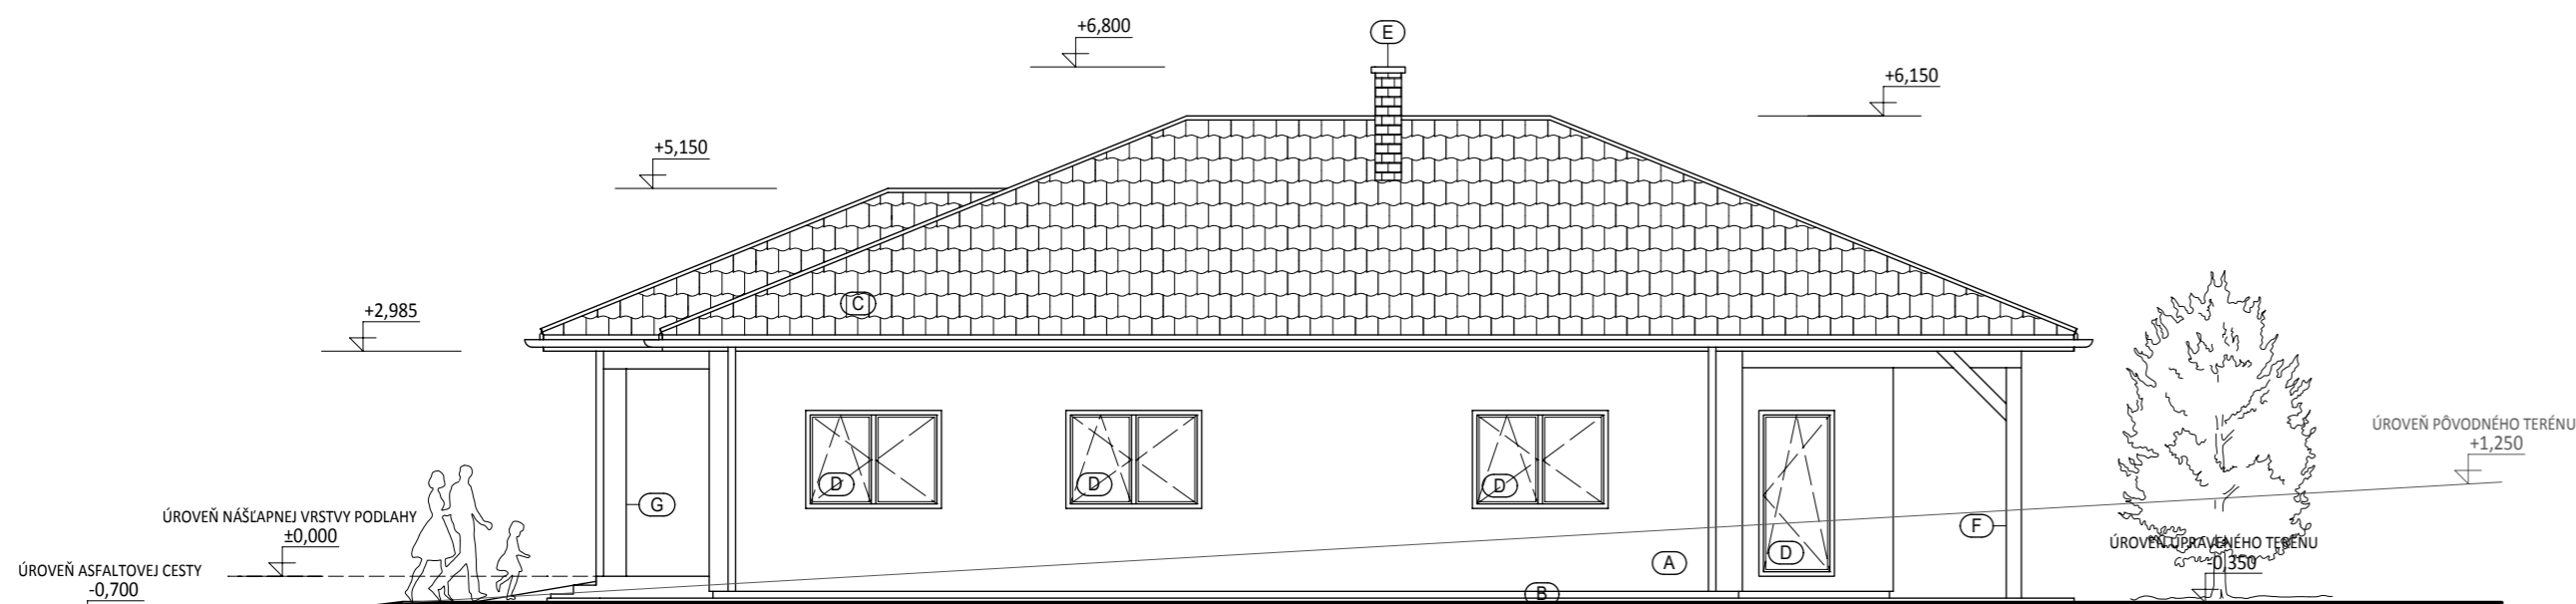 +6,800
E
+6,150
+5,150
C
+2,985
ÚROVEŇ PÔVODNÉHO TERÉNU
+1,250
D
D
D
G
ÚROVEŇ NÁŠĽAPNEJ VRSTVY PODLAHY
±0,000
F
ÚROVEŇ UPRAVENÉHO TERÉNU
-0,350
D
A
ÚROVEŇ ASFALTOVEJ CESTY
-0,700
B